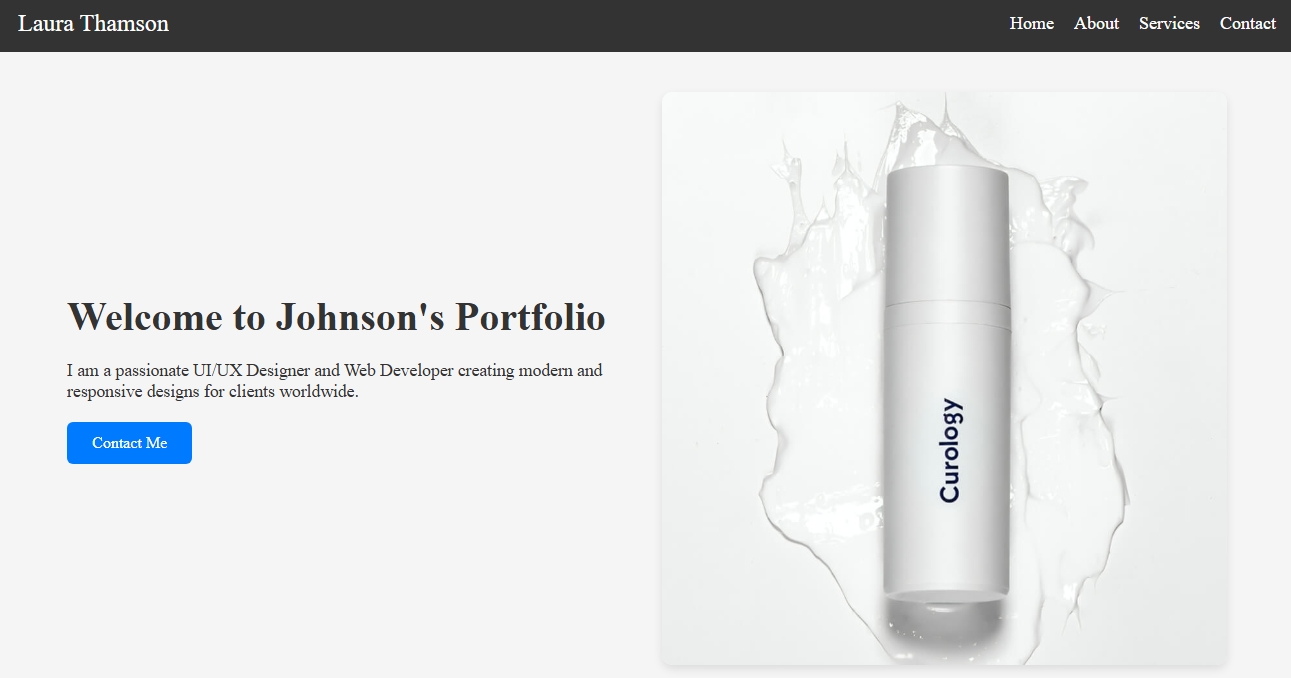 Laura Thamson
Home About Services Contact
Welcome to Johnson's Portfolio
I am a passionate UI/UX Designer and Web Developer creating modern and
responsive designs for clients worldwide.
Contact Me
Curology